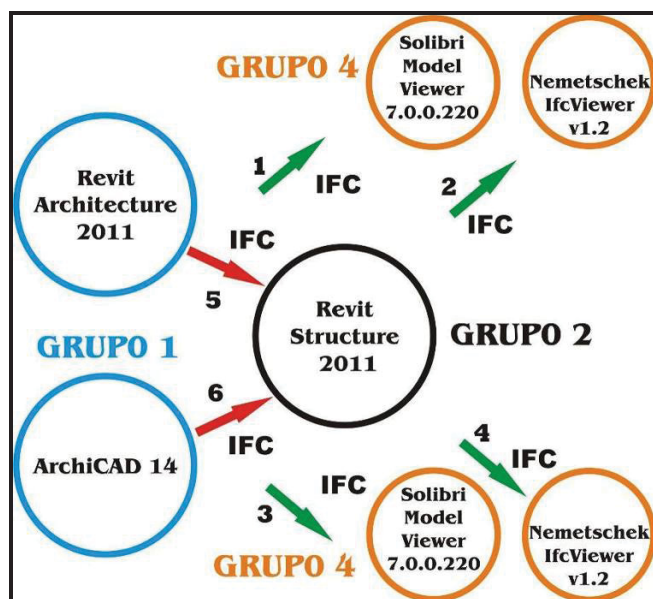 GRUPO 4
Solibri
Model
Viewer
7.0.0.220
Nemetschek
IfcViewer
v1.2
1
IFC
2
IFC
Revit
Architecture
2011
IFC
5
Revit
Structure
2011
GRUPO 2
GRUPO 1
6
IFC
ArchiCAD 14
4
IFC
IFC
3
Solibri
Model
Viewer
7.0.0.220
Nemetschek
IfcViewer
v1.2
GRUPO 4